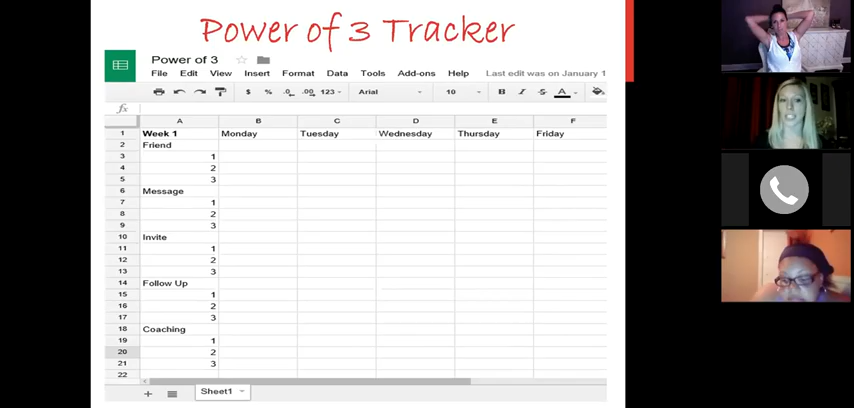 Power of 3 Tracker
Power of 3
File Edit View Insert Format Data Tools Add-ons Help Last edit was on January 1
$ % .0 .00 123 Arial 10 B I S A
fx
A B C D E F
1 Week 1 Monday Tuesday Wednesday Thursday Friday
2 Friend
3 1
4 2
5 3
6 Message
7 1
8 2
9 3
10 Invite
11 1
12 2
13 3
14 Follow Up
15 1
16 2
17 3
18 Coaching
19 1
20 2
21 3
22
+ Sheet1